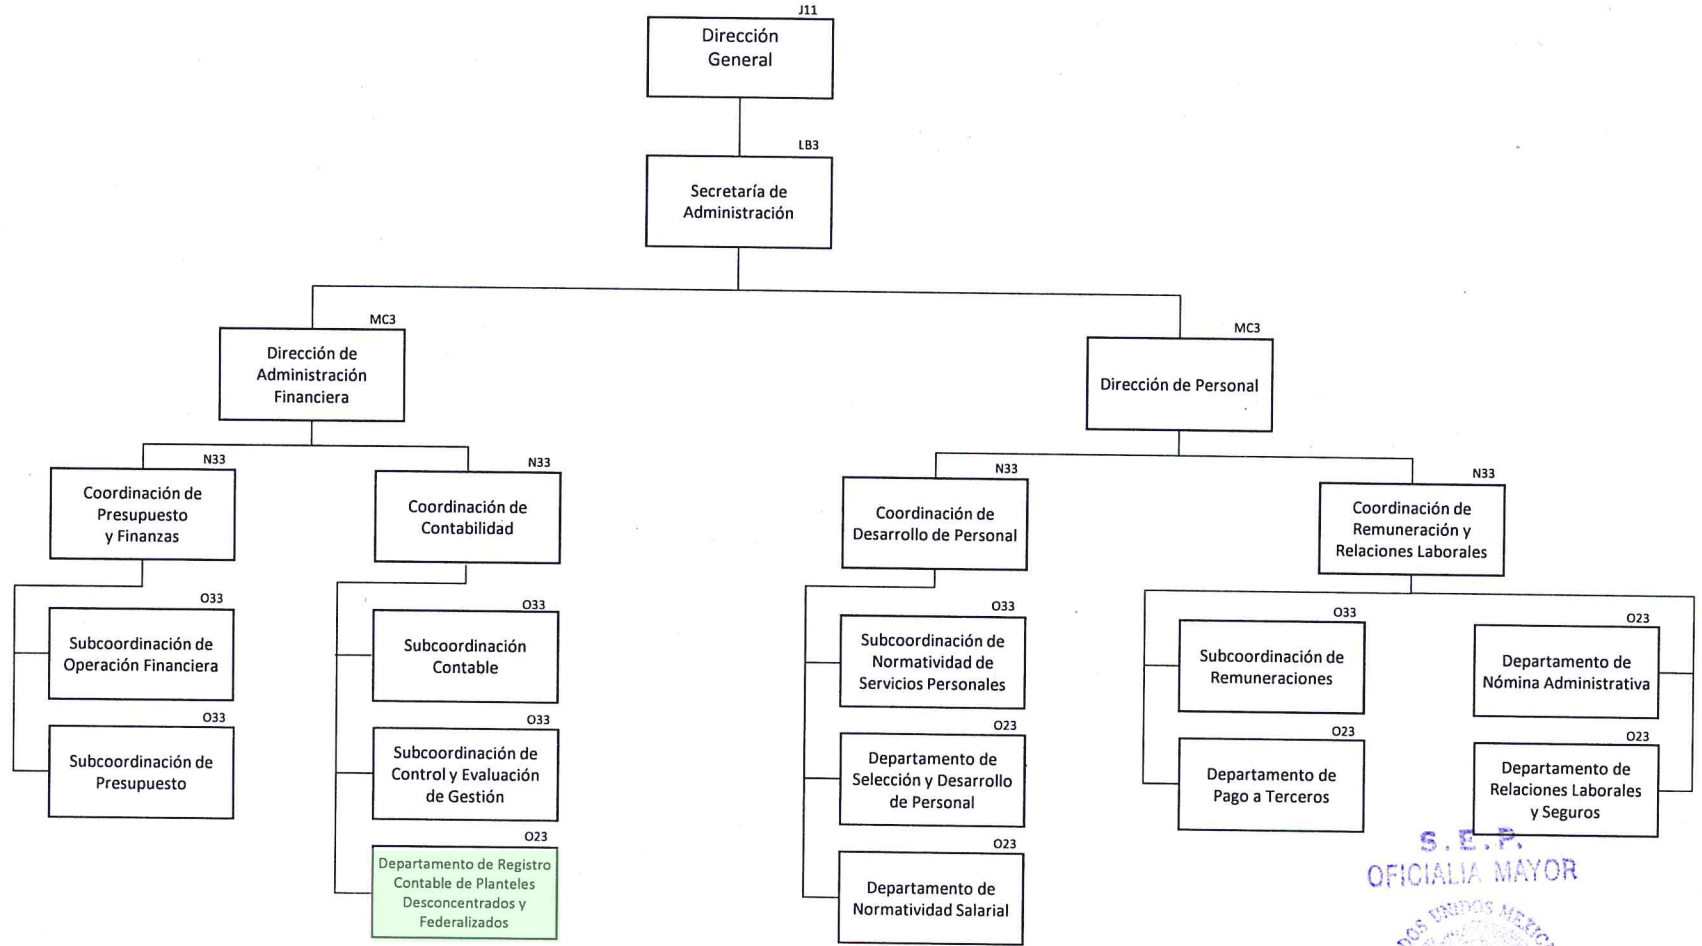 J11
Dirección
General
LB3
Secretaría de
Administración
MC3
Dirección de
Administración
Financiera
MC3
Dirección de Personal
N33
Coordinación de
Presupuesto
y Finanzas
N33
Coordinación de
Contabilidad
N33
Coordinación de
Desarrollo de Personal
N33
Coordinación de
Remuneración y
Relaciones Laborales
O33
Subcoordinación de
Operación Financiera
O33
Subcoordinación de
Presupuesto
O33
Subcoordinación
Contable
O33
Subcoordinación de
Control y Evaluación
de Gestión
O23
Departamento de Registro
Contable de Planteles
Desconcentrados y
Federalizados
O33
Subcoordinación de
Normatividad de
Servicios Personales
O23
Departamento de
Selección y Desarrollo
de Personal
O23
Departamento de
Normatividad Salarial
O33
Subcoordinación de
Remuneraciones
O23
Departamento de
Pago a Terceros
O23
Departamento de
Nómina Administrativa
O23
Departamento de
Relaciones Laborales
y Seguros
S.E.P.
OFICIALIA MAYOR
UNIDOS